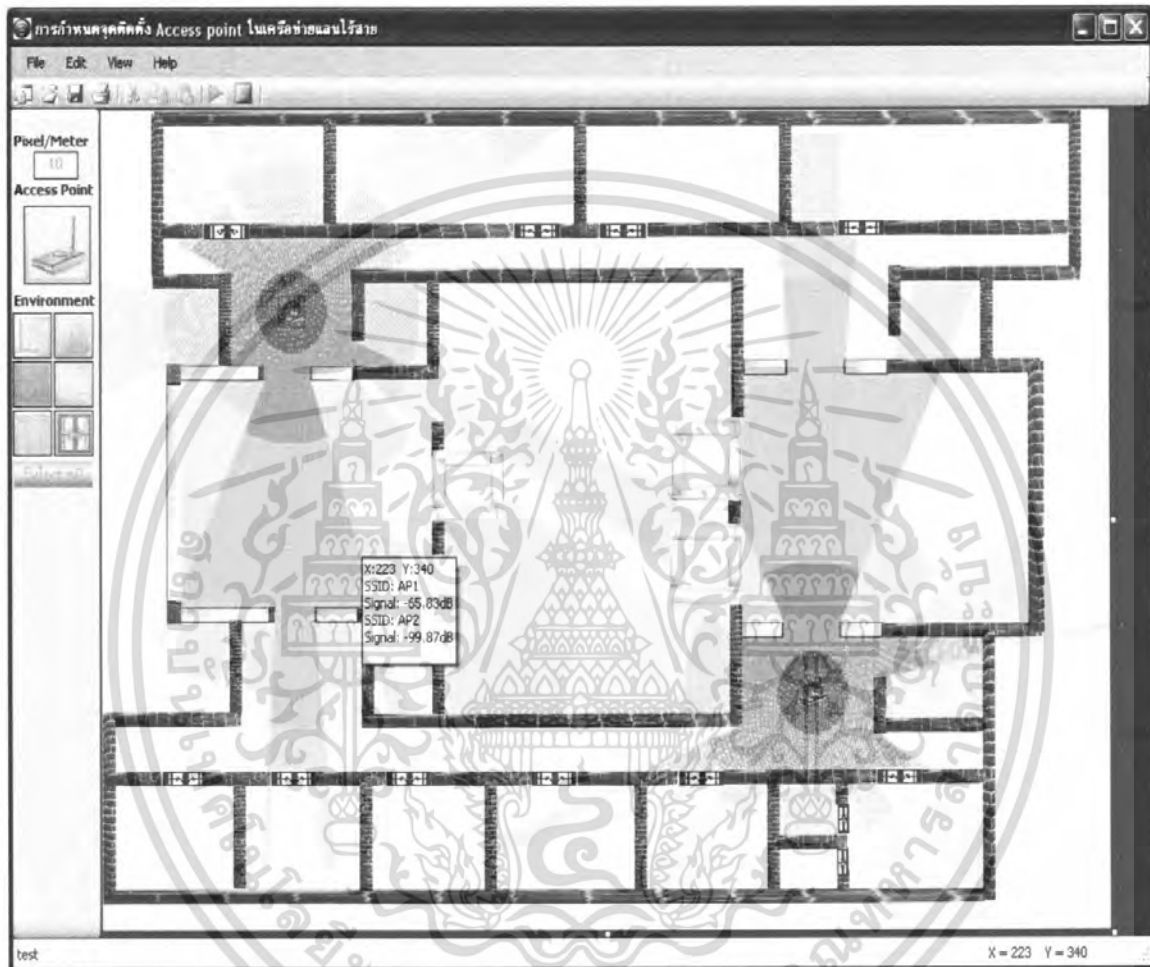 การกำหนดจุดติดตั้ง Access point ในเครือข่ายแลนไร้สาย
File Edit View Help
Pixel/Meter
10
Access Point
Environment
X:223 Y:340
SSID: AP1
Signal: -65.83dB
SSID: AP2
Signal: -99.87dB
test
X = 223 Y = 340